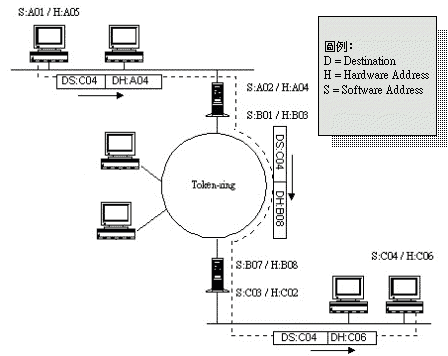 S:A01 / H:A05
DS:C04 DH:A04
S:A02 / H:A04
S:B01 / H:B03
圖例:
D = Destination
H = Hardware Address
S = Software Address
DS:C04 DH:B08
Token-ring
S:B07 / H:B08
S:C03 / H:C02
S:C04 / H:C06
DS:C04 DH:C06